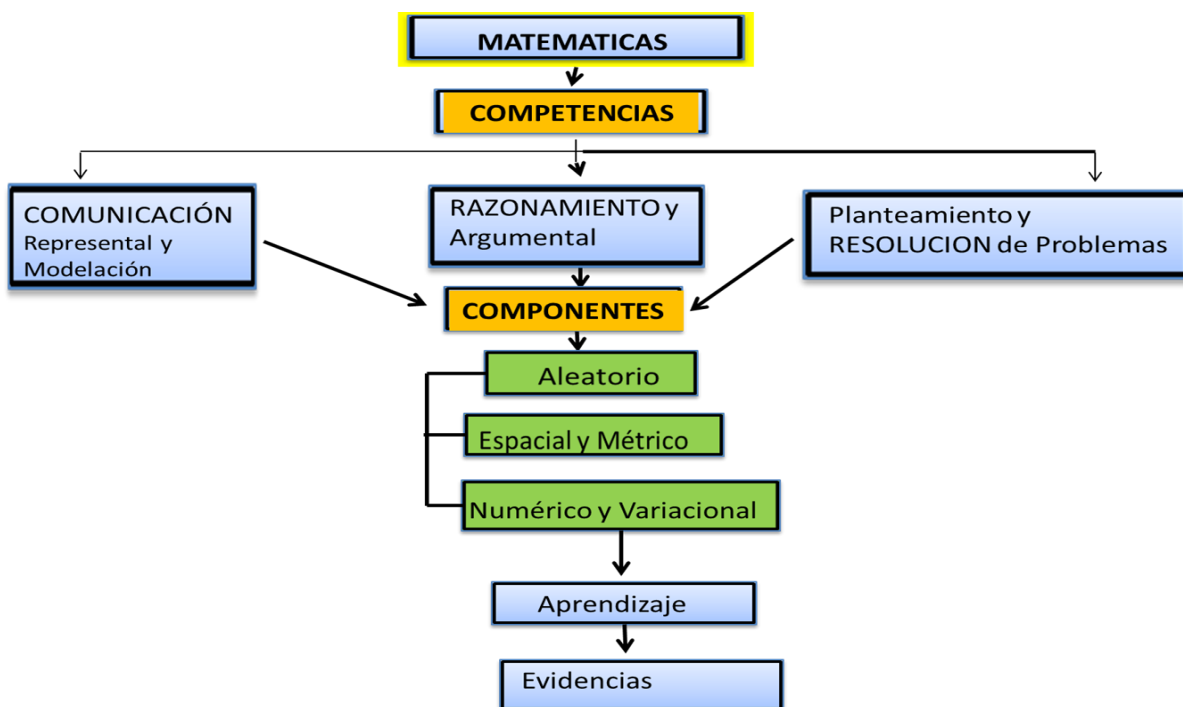 MATEMATICAS
COMPETENCIAS
COMUNICACIÓN
Represental y
Modelación
RAZONAMIENTO y
Argumental
Planteamiento y
RESOLUCION de Problemas
COMPONENTES
Aleatorio
Espacial y Métrico
Numérico y Variacional
Aprendizaje
Evidencias